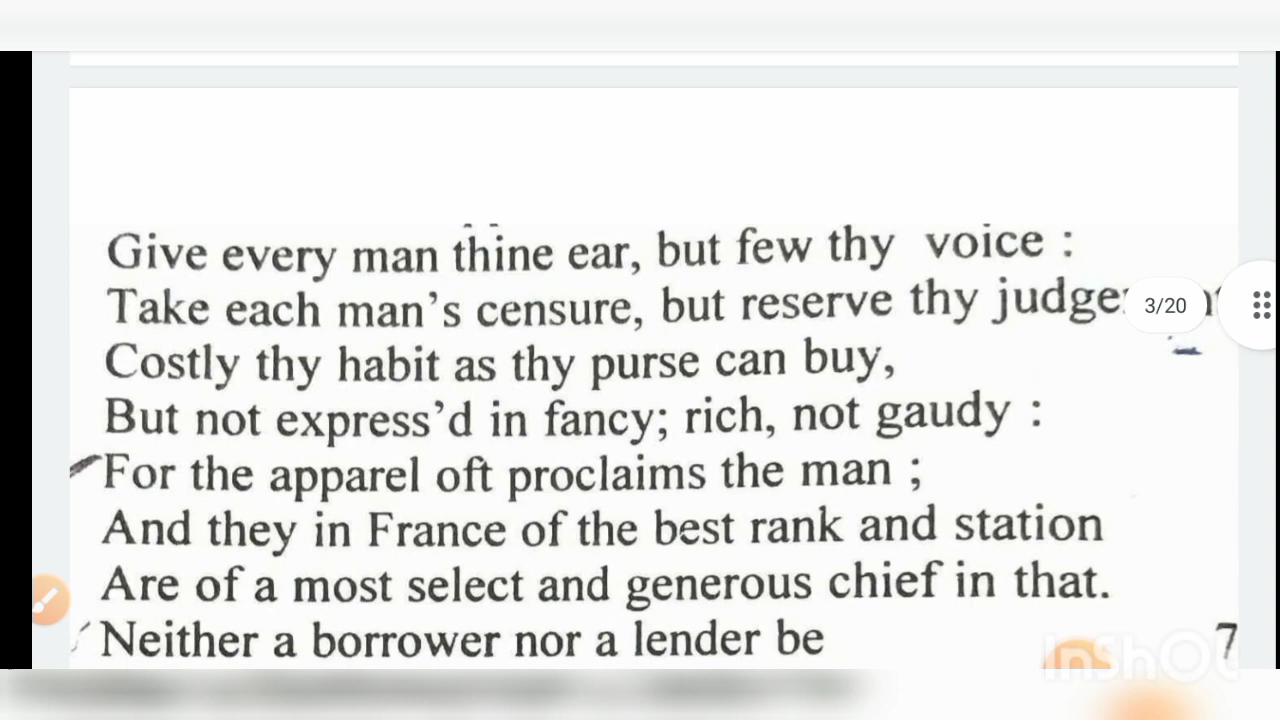 Give every man thine ear, but few thy voice :
Take each man's censure, but reserve thy
Costly thy habit as thy purse can buy,
But not express'd in fancy; rich, not gaudy :
For the apparel oft proclaims the man ;
And they in France of the best rank and station
Are of a most select and generous chief in that.
Neither a borrower nor a lender be
3/20
7
InShO